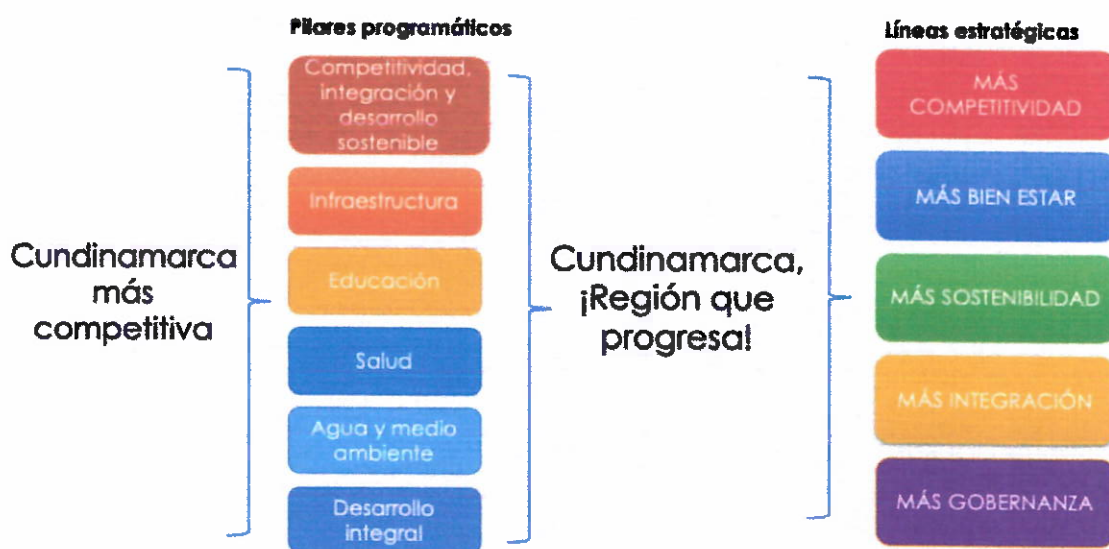 Cundinamarca
más
competitiva
Pilares programáticos
Competitividad,
integración y
desarrollo
sostenible
Infraestructura
Educación
Salud
Agua y medio
ambiente
Desarrollo
integral
Cundinamarca,
¡Región que
progresa!
Líneas estratégicas
MÁS
COMPETITIVIDAD
MÁS BIEN ESTAR
MÁS SOSTENIBILIDAD
MÁS INTEGRACIÓN
MÁS GOBERNANZA